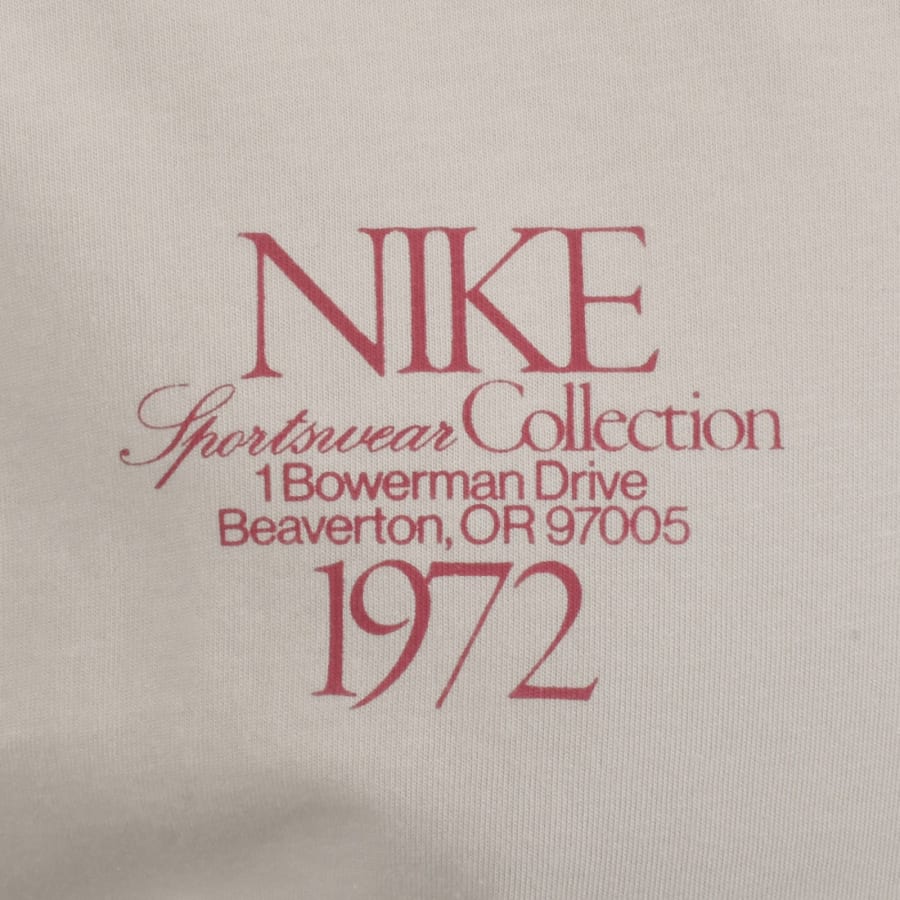 NIKE
Sportswear Collection
1 Bowerman Drive
Beaverton, OR 97005
1972